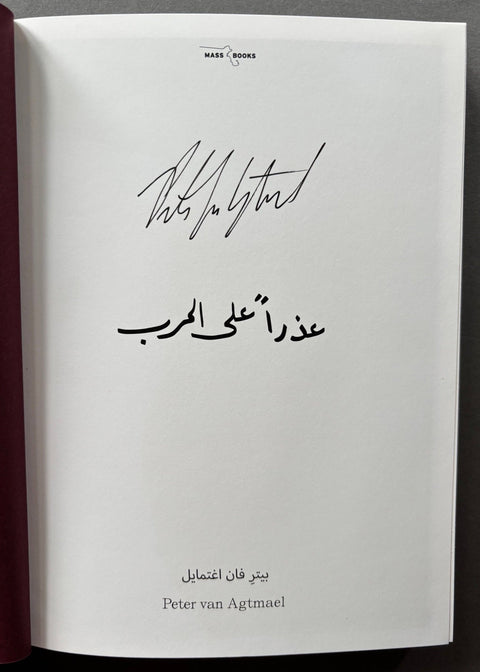 MASS BOOKS
عذراً على الحرب
بيتر فان اغتمايل
Peter van Agtmael